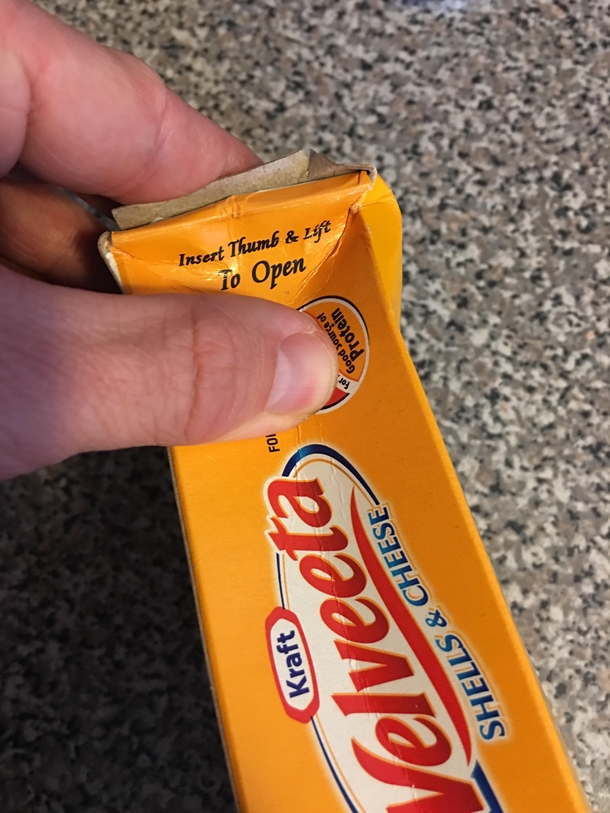 Insert Thumb & Lift
To Open
Good source of
Protein
Kraft
Velveeta
SHELLS & CHEESE